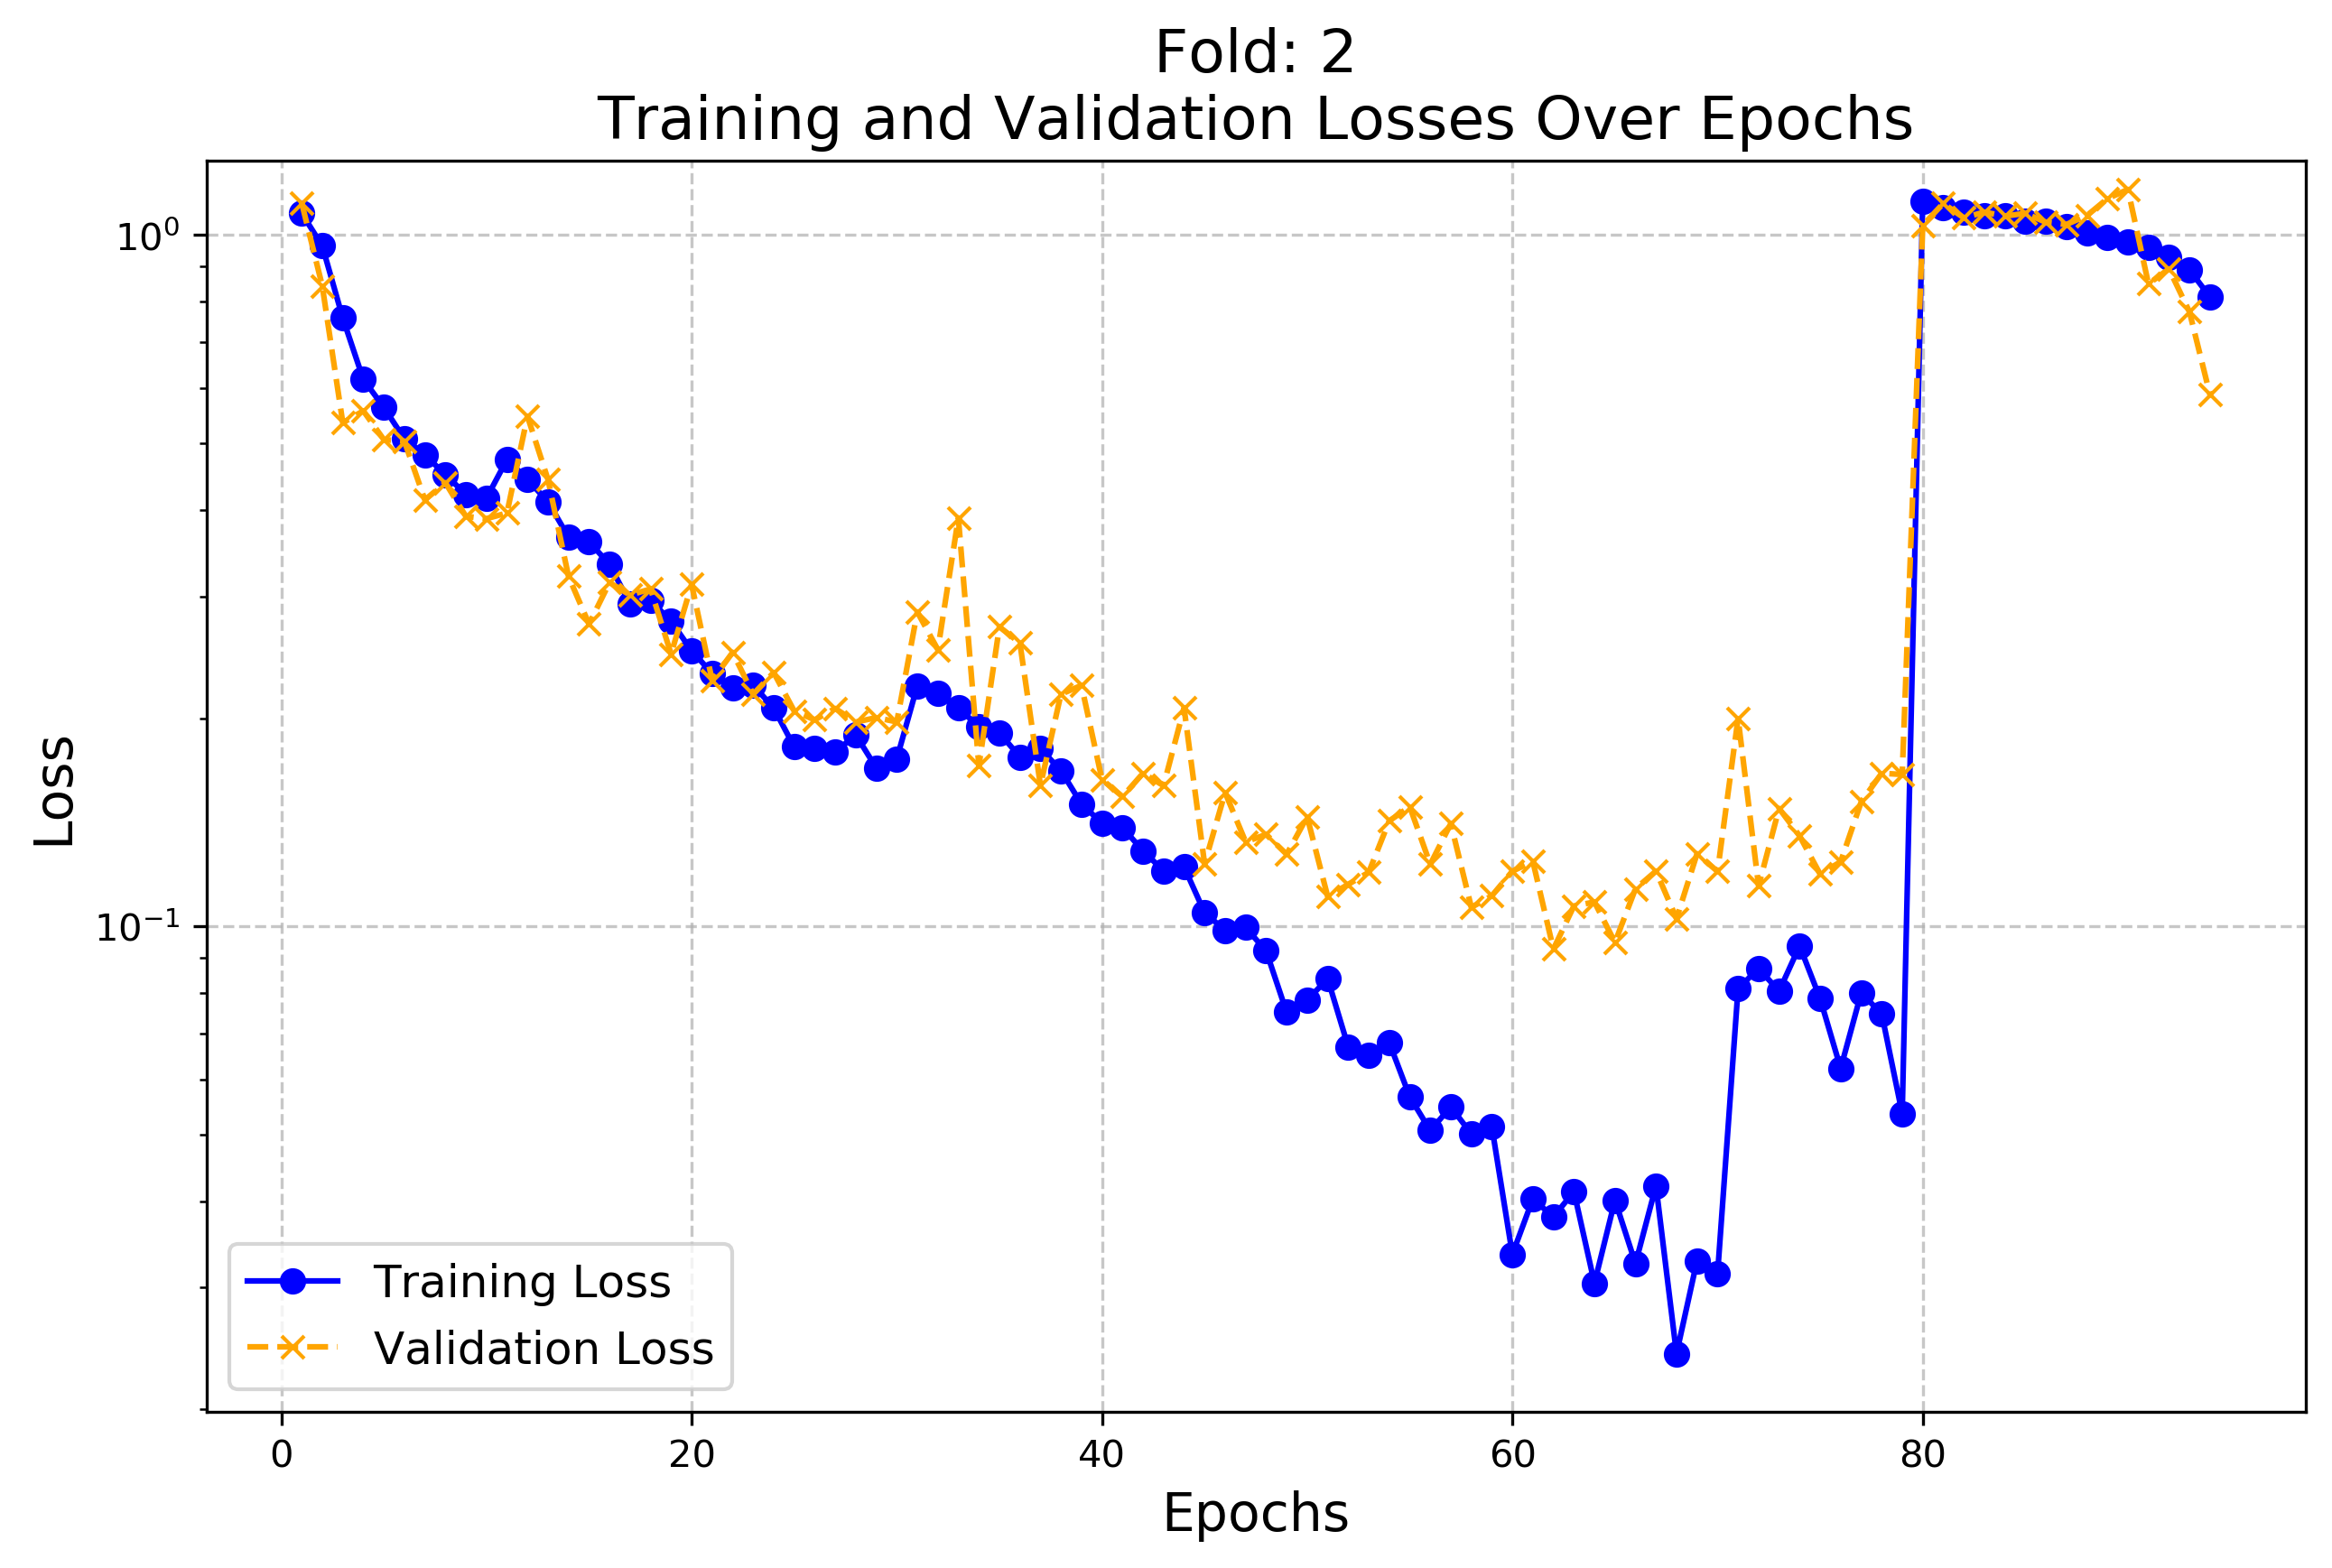 Fold: 2
Training and Validation Losses Over Epochs
Loss
10⁰
10⁻¹
Training Loss
Validation Loss
0 20 40 60 80
Epochs